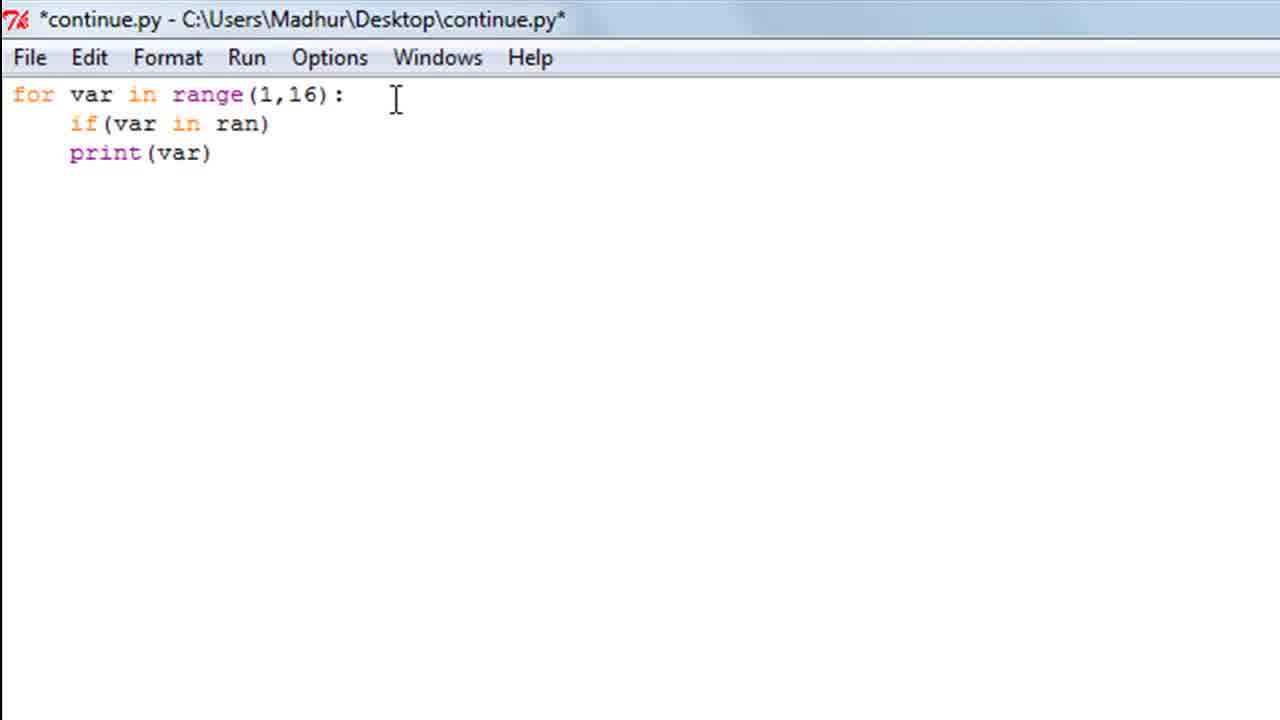 *continue.py - C:\Users\Madhur\Desktop\continue.py*
File Edit Format Run Options Windows Help
for var in range(1,16):
    if(var in ran)
    print(var)